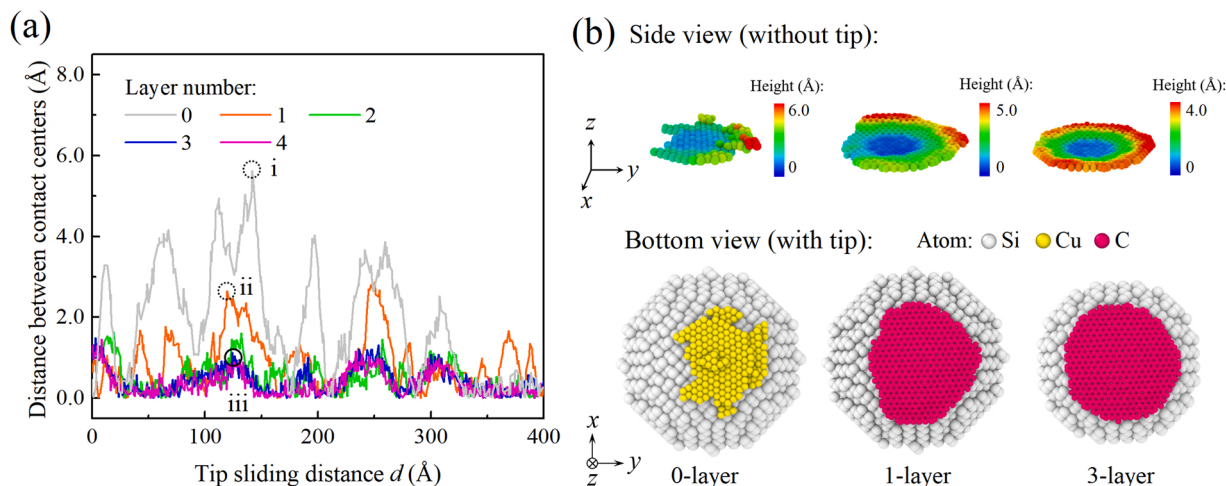 (a)
Distance between contact centers (Å)
8.0
6.0
4.0
2.0
0.0
Layer number:
0 1 2
3 4
i
ii
iii
0 100 200 300 400
Tip sliding distance d (Å)
(b) Side view (without tip):
Height (Å): Height (Å): Height (Å):
6.0 5.0 4.0
0 0 0
z
y
x
Bottom view (with tip): Atom: Si Cu C
x
y
z
0-layer 1-layer 3-layer